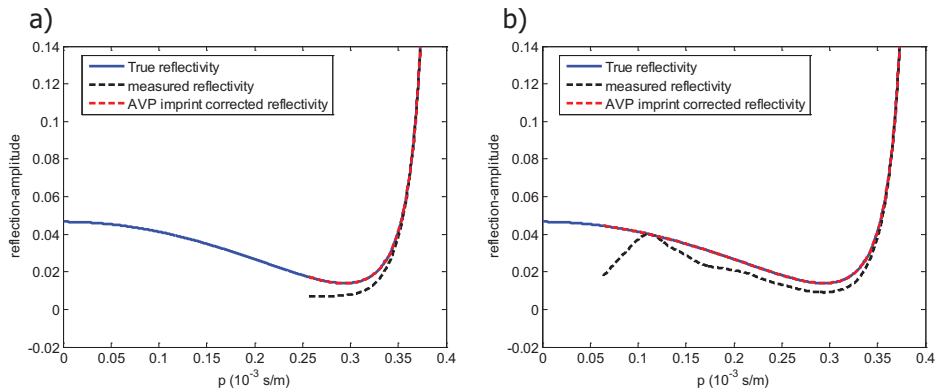 a)
0.14
0.12
0.1
0.08
0.06
0.04
0.02
0
-0.02
reflection-amplitude
True reflectivity
measured reflectivity
AVP imprint corrected reflectivity
0 0.05 0.1 0.15 0.2 0.25 0.3 0.35 0.4
p (10⁻³ s/m)
b)
0.14
0.12
0.1
0.08
0.06
0.04
0.02
0
-0.02
reflection-amplitude
True reflectivity
measured reflectivity
AVP imprint corrected reflectivity
0 0.05 0.1 0.15 0.2 0.25 0.3 0.35 0.4
p (10⁻³ s/m)